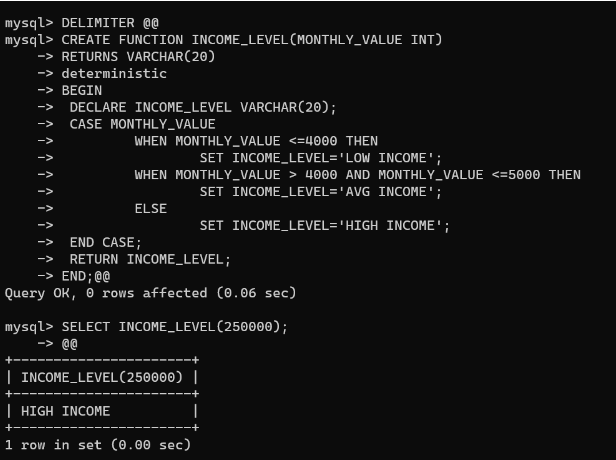 mysql> DELIMITER @@
mysql> CREATE FUNCTION INCOME_LEVEL(MONTHLY_VALUE INT)
    -> RETURNS VARCHAR(20)
    -> deterministic
    -> BEGIN
    ->  DECLARE INCOME_LEVEL VARCHAR(20);
    ->  CASE MONTHLY_VALUE
    ->          WHEN MONTHLY_VALUE <=4000 THEN
    ->                  SET INCOME_LEVEL='LOW INCOME';
    ->          WHEN MONTHLY_VALUE > 4000 AND MONTHLY_VALUE <=5000 THEN
    ->                  SET INCOME_LEVEL='AVG INCOME';
    ->          ELSE
    ->                  SET INCOME_LEVEL='HIGH INCOME';
    ->  END CASE;
    ->  RETURN INCOME_LEVEL;
    -> END;@@
Query OK, 0 rows affected (0.06 sec)

mysql> SELECT INCOME_LEVEL(250000);
    -> @@
+----------------------+
| INCOME_LEVEL(250000) |
+----------------------+
| HIGH INCOME          |
+----------------------+
1 row in set (0.00 sec)